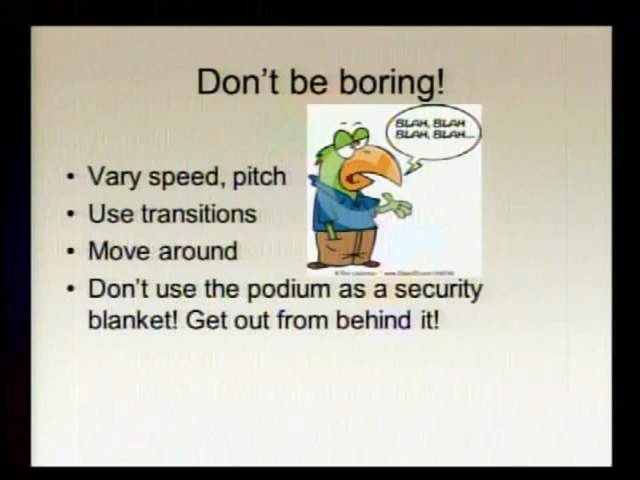 Don't be boring!
BLAH, BLAH
BLAH, BLAH...
• Vary speed, pitch
• Use transitions
• Move around
• Don't use the podium as a security
blanket! Get out from behind it!